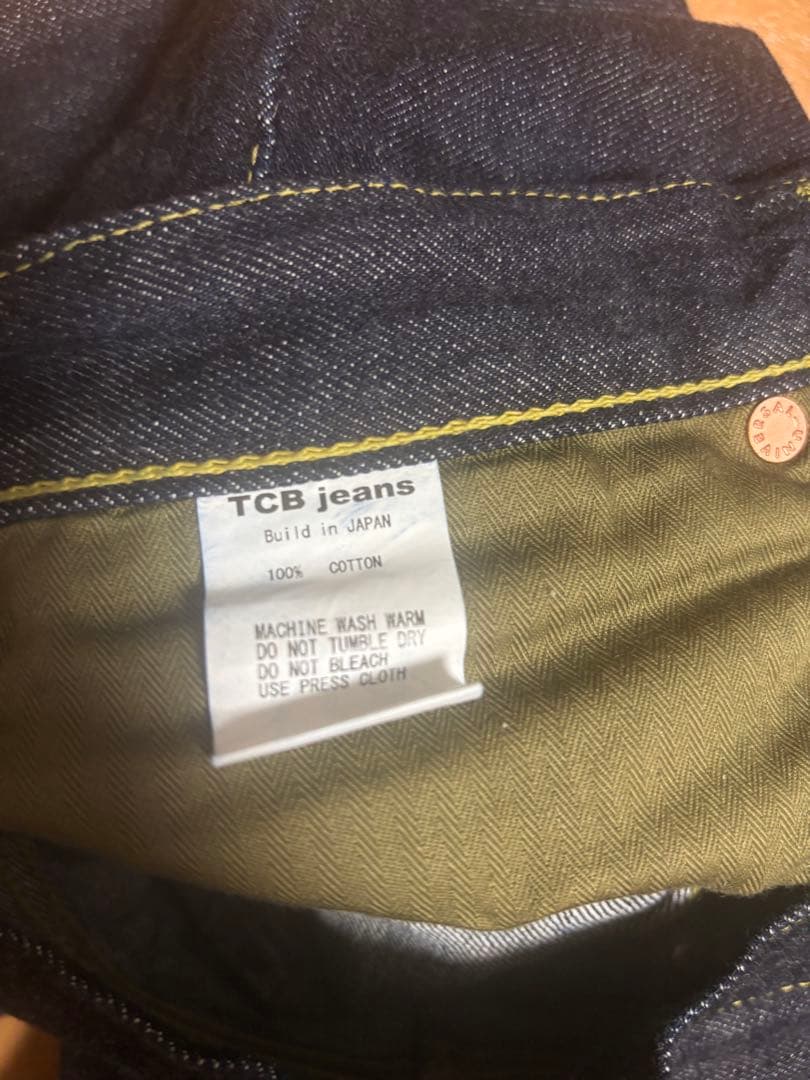 TCB jeans
Build in JAPAN
100% COTTON
MACHINE WASH WARM
DO NOT TUMBLE DRY
DO NOT BLEACH
USE PRESS CLOTH
UNIVERSAL